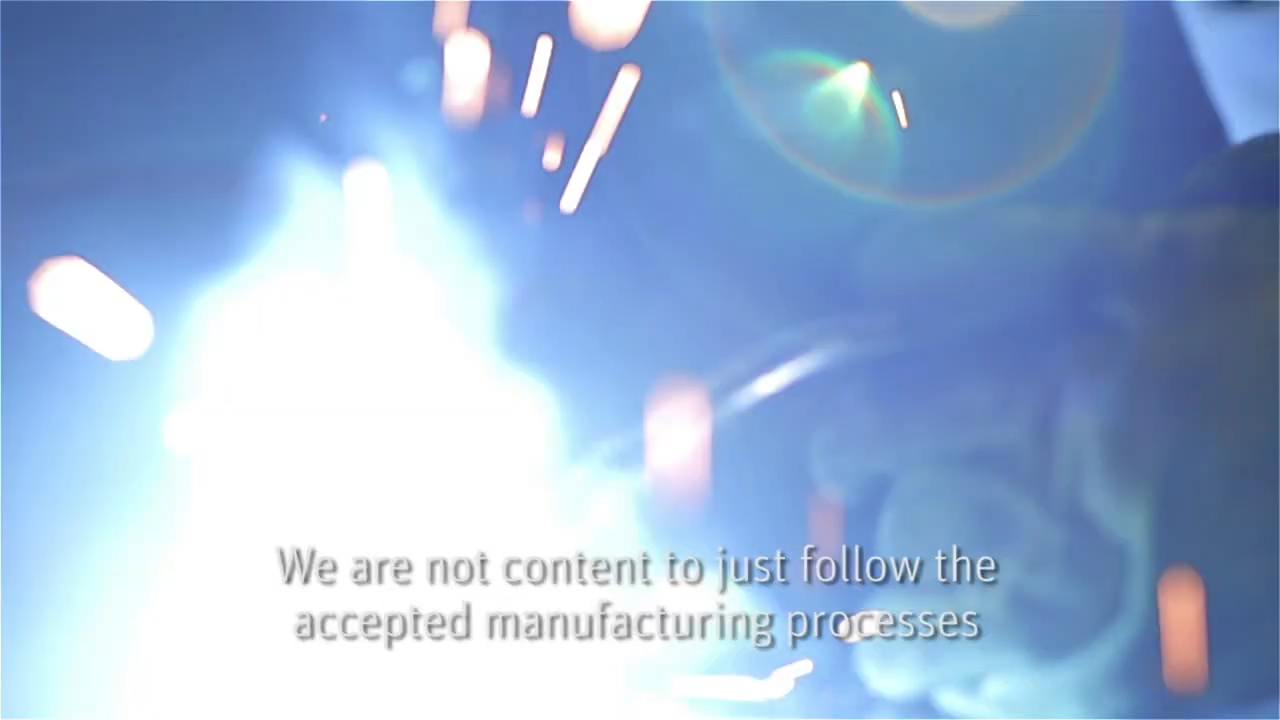 We are not content to just follow the
accepted manufacturing processes